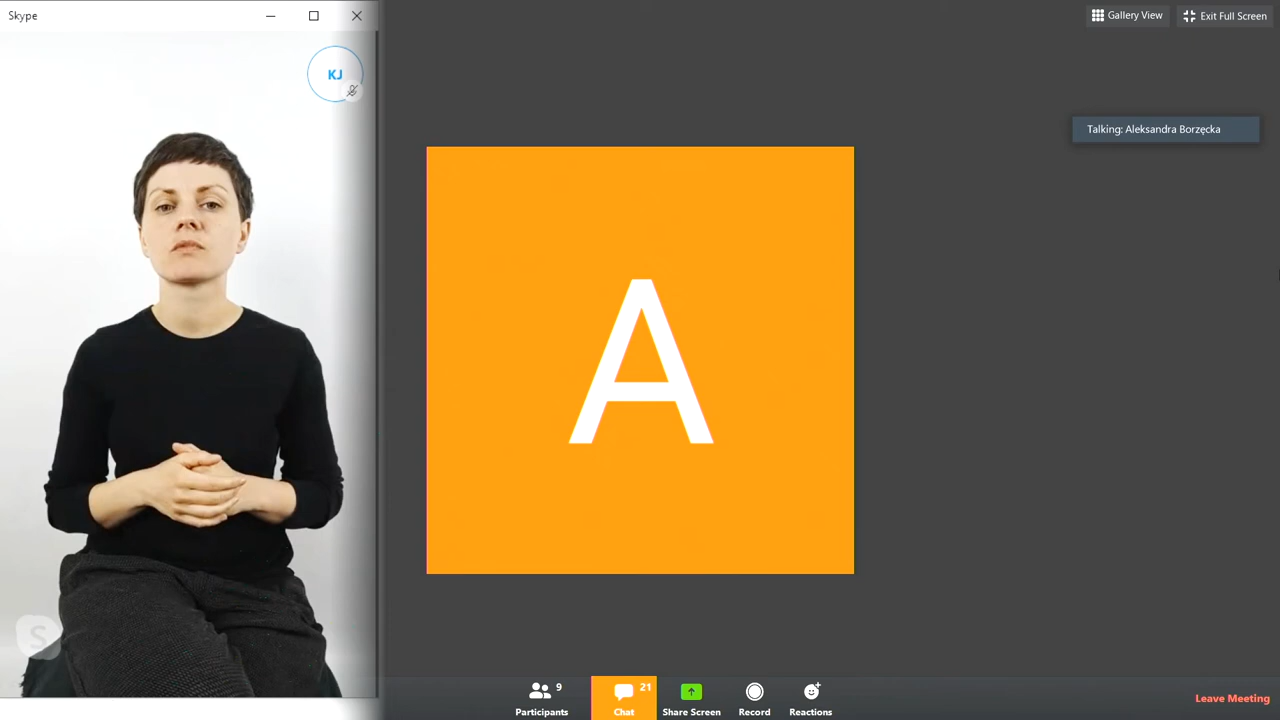 Skype
KJ
Gallery View
Exit Full Screen
Talking: Aleksandra Borzęcka
A
9
Participants
21
Chat
Share Screen
Record
Reactions
Leave Meeting
S